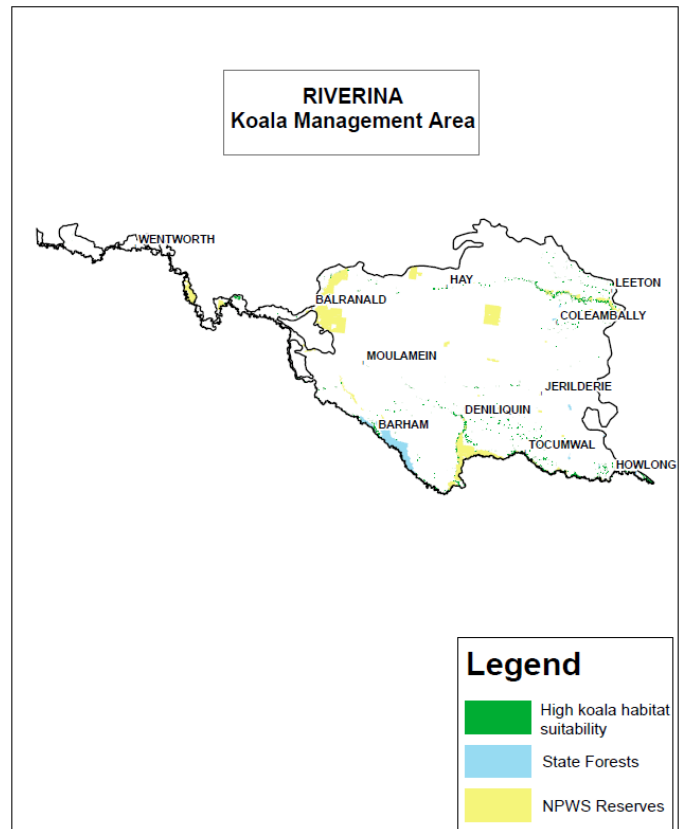 RIVERINA
Koala Management Area
WENTWORTH
HAY
LEETON
BALRANALD
COLEAMBALLY
MOULAMEIN
JERILDERIE
DENILIQUIN
BARHAM
TOCUMWAL
HOWLONG
Legend
High koala habitat
suitability
State Forests
NPWS Reserves